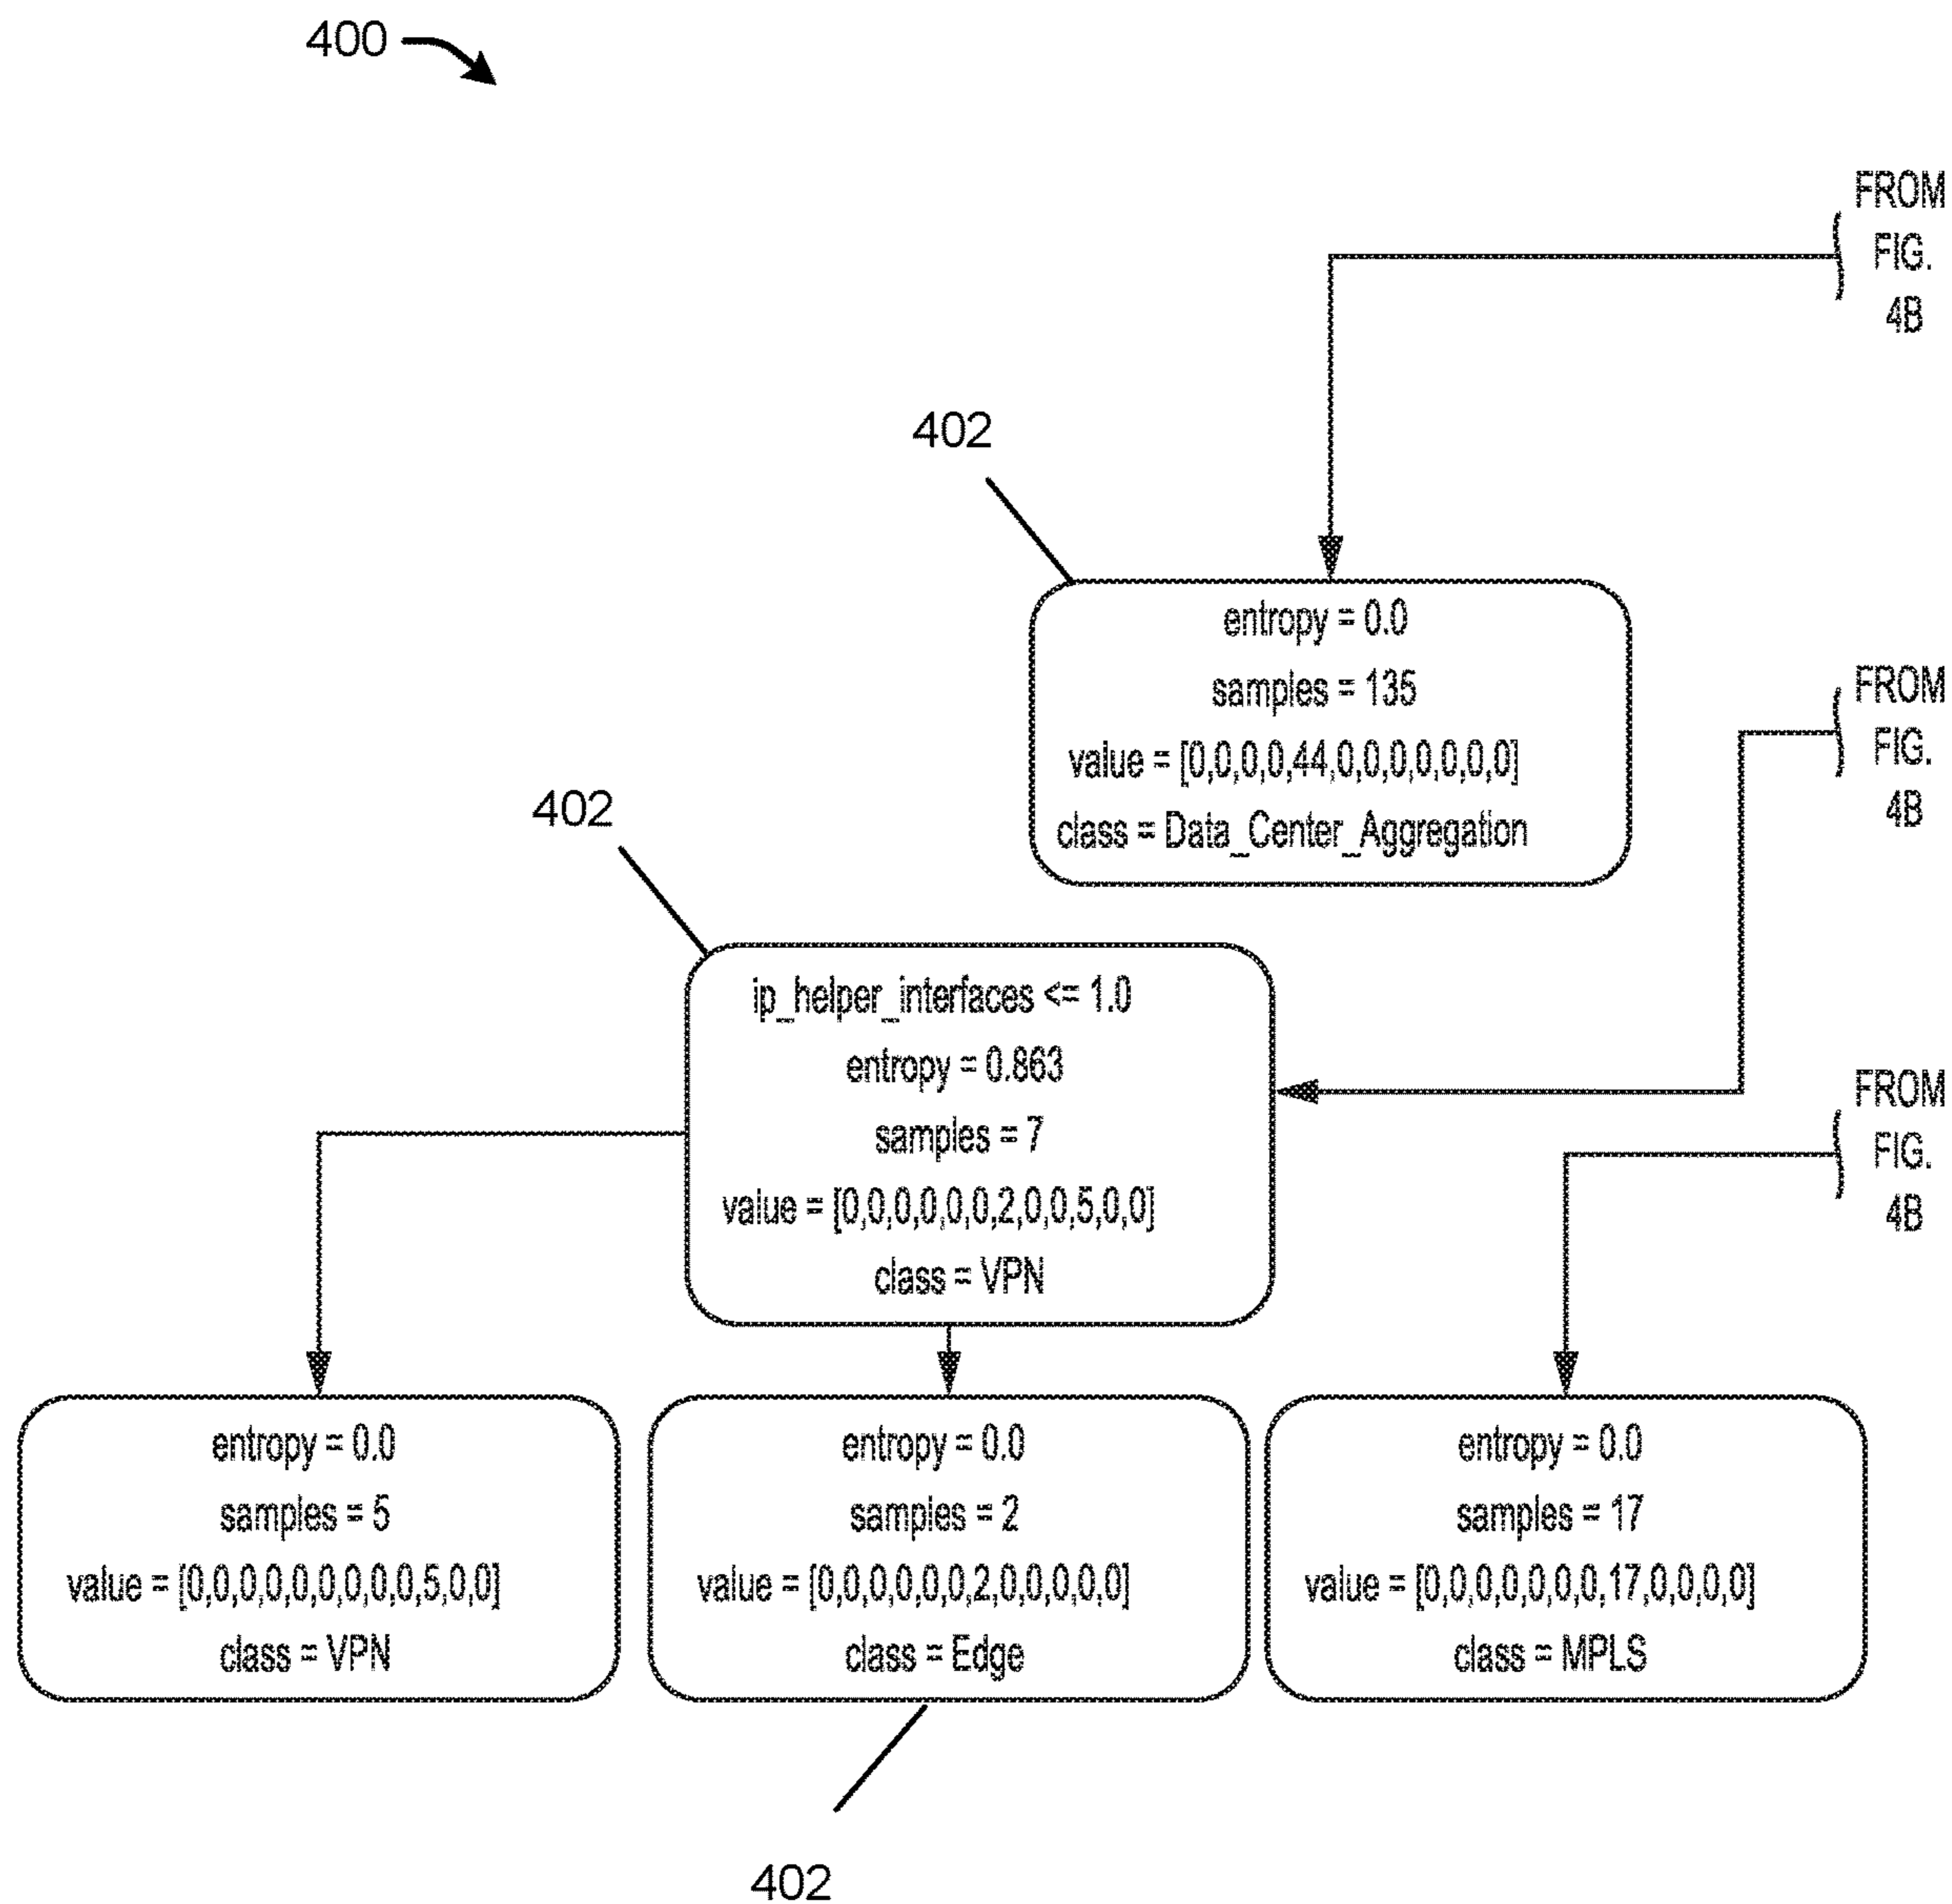 400
FROM
FIG.
4B
402
entropy = 0.0
samples = 135
value = [0,0,0,0,44,0,0,0,0,0,0,0]
class = Data_Center_Aggregation
FROM
FIG.
4B
402
ip_helper_interfaces <= 1.0
entropy = 0.863
samples = 7
value = [0,0,0,0,0,0,2,0,0,5,0,0]
class = VPN
FROM
FIG.
4B
entropy = 0.0
samples = 5
value = [0,0,0,0,0,0,0,0,0,5,0,0]
class = VPN
entropy = 0.0
samples = 2
value = [0,0,0,0,0,0,2,0,0,0,0,0]
class = Edge
entropy = 0.0
samples = 17
value = [0,0,0,0,0,0,0,17,0,0,0,0]
class = MPLS
402